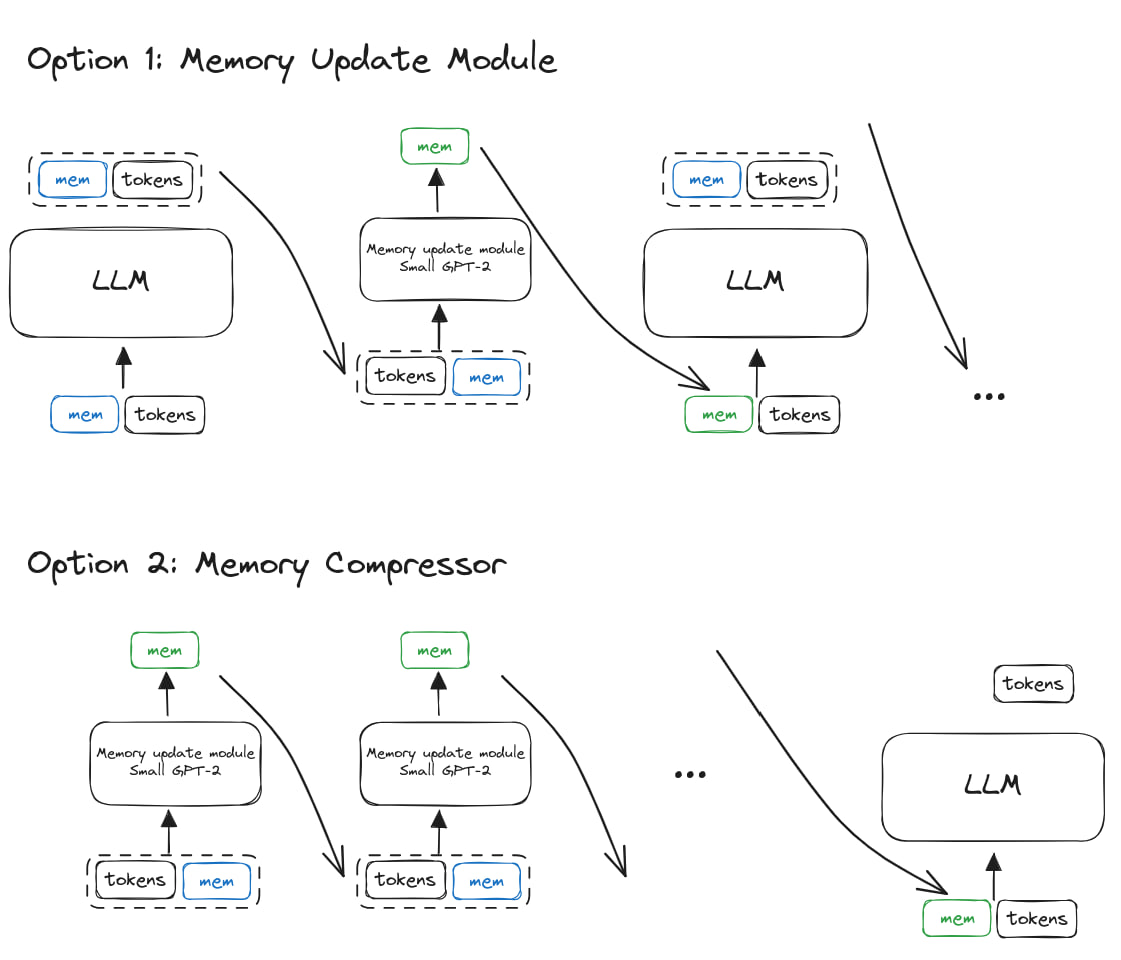 Option 1: Memory Update Module
mem tokens
LLM
mem tokens
mem
Memory update module
Small GPT-2
tokens mem
mem tokens
LLM
mem tokens
...
Option 2: Memory Compressor
mem
Memory update module
Small GPT-2
tokens mem
mem
Memory update module
Small GPT-2
tokens mem
...
tokens
LLM
mem tokens